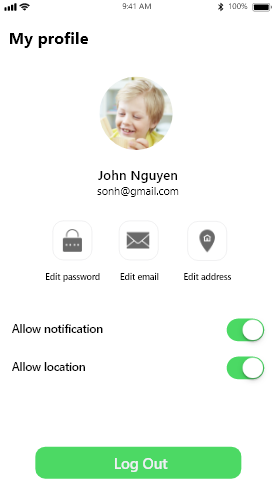 9:41 AM 100%
My profile
John Nguyen
sonh@gmail.com
Edit password Edit email Edit address
Allow notification
Allow location
Log Out